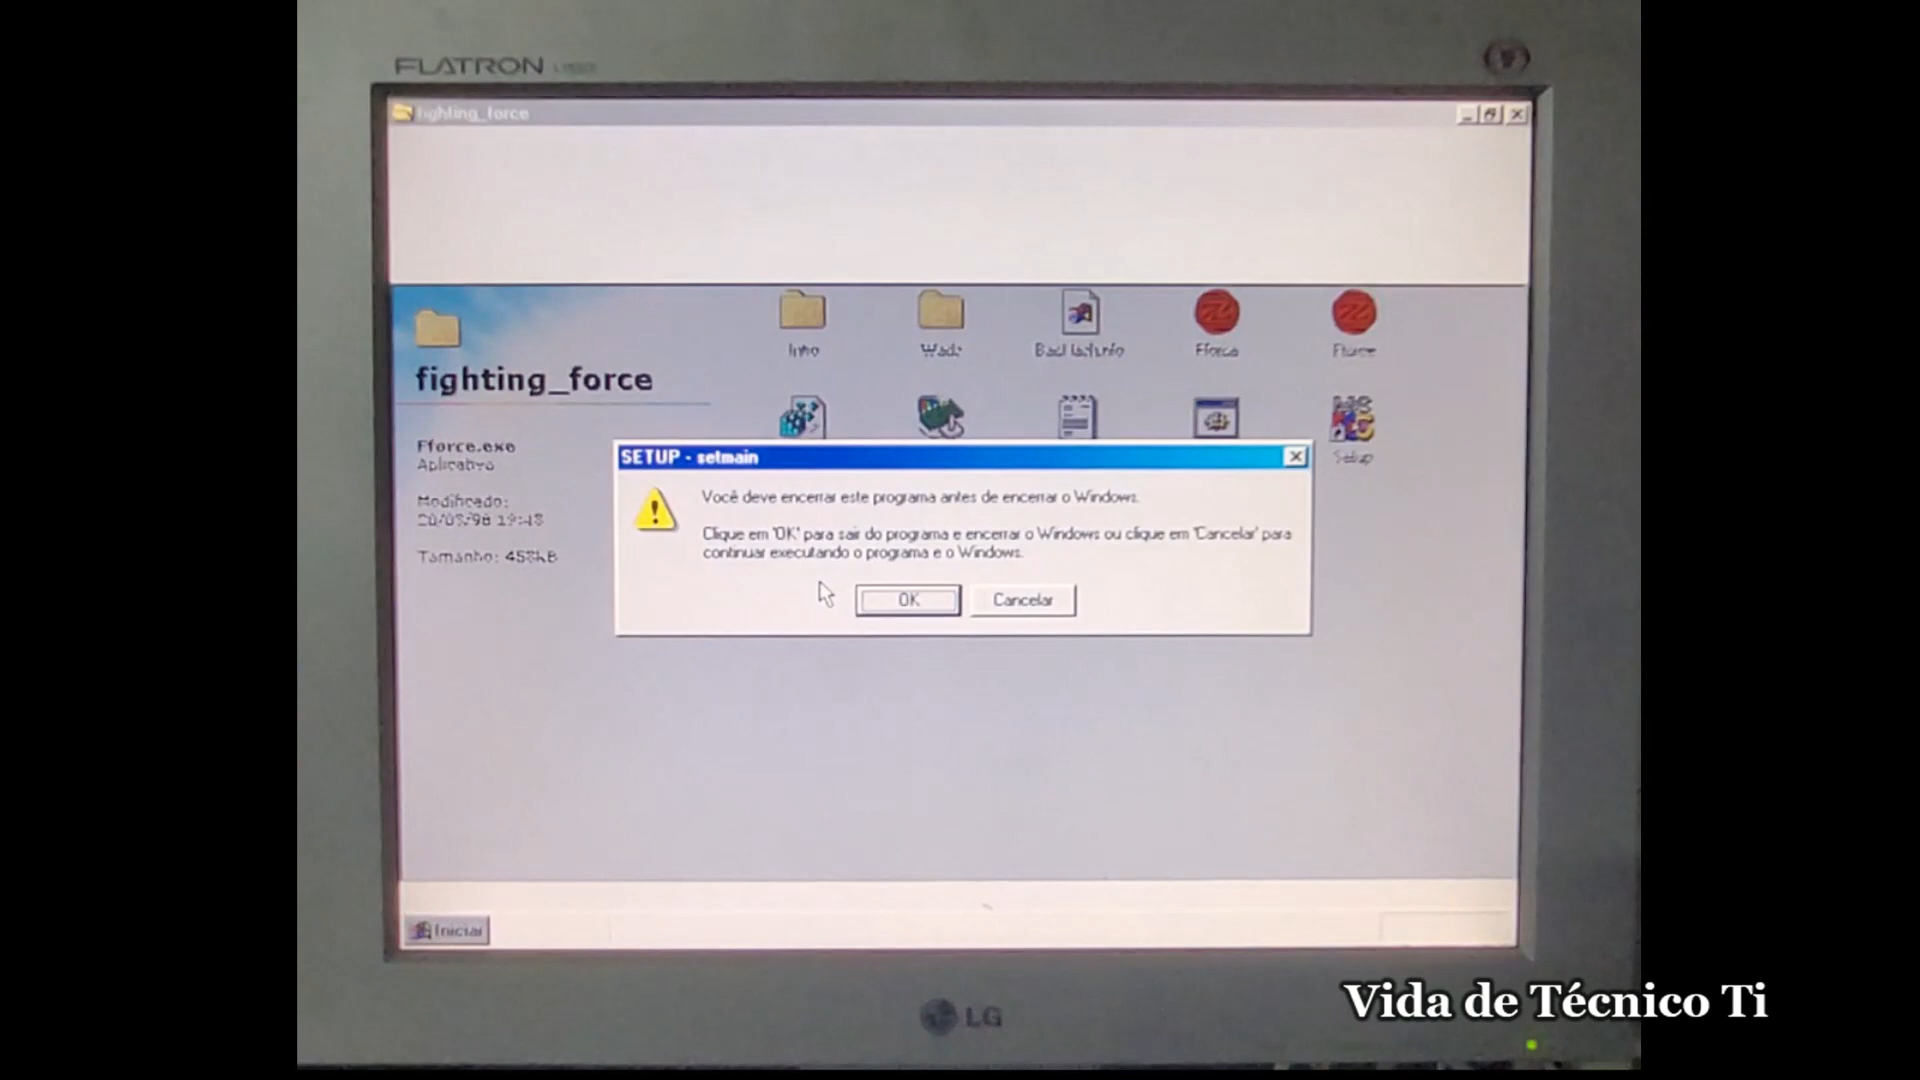 FLATRON
fighting_force
Intro
Fforce
fighting_force
Setup
Fforce.exe
Aplicativo
Modificado:
Tamanho: 458kB
SETUP - setmain
Você deve encerrar este programa antes de encerrar o Windows.
Clique em 'OK' para sair do programa e encerrar o Windows ou clique em 'Cancelar' para
continuar executando o programa e o Windows.
OK
Cancelar
Iniciar
LG
Vida de Técnico Ti